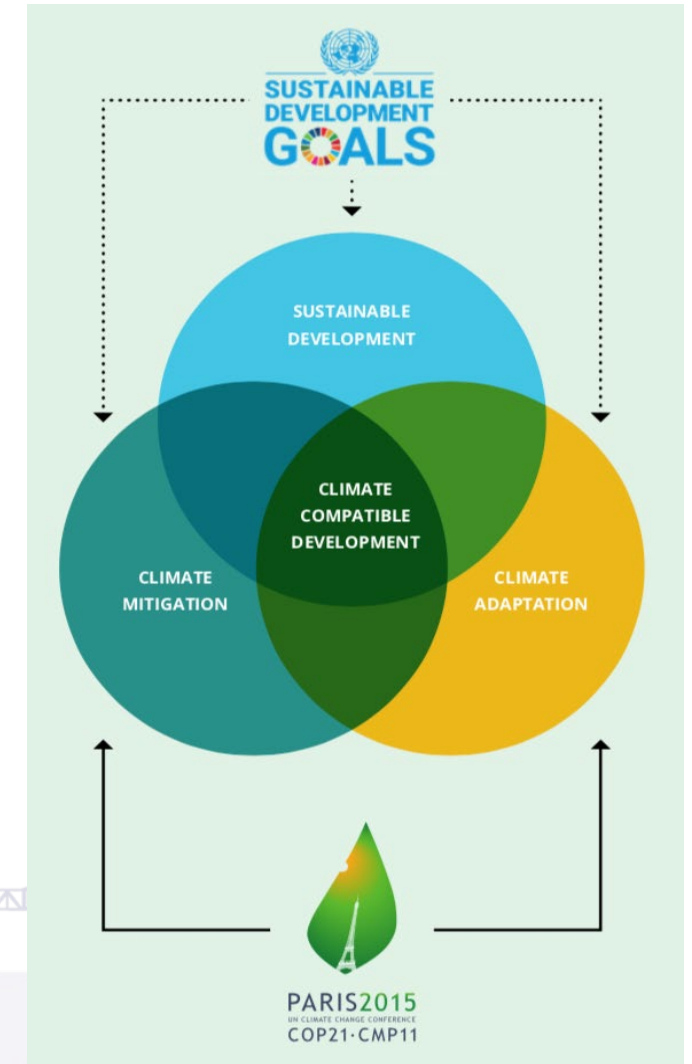 SUSTAINABLE
DEVELOPMENT
GOALS
SUSTAINABLE
DEVELOPMENT
CLIMATE
COMPATIBLE
DEVELOPMENT
CLIMATE
MITIGATION
CLIMATE
ADAPTATION
PARIS2015
UN CLIMATE CHANGE CONFERENCE
COP21·CMP11